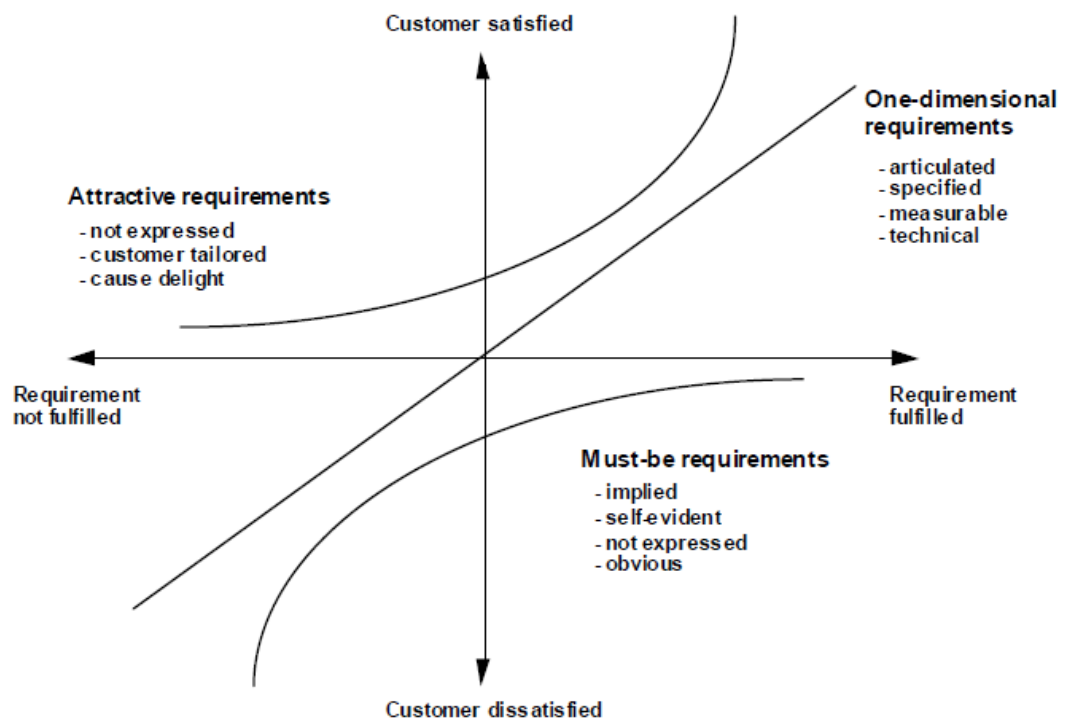 Customer satisfied
One-dimensional
requirements
- articulated
- specified
- measurable
- technical
Attractive requirements
- not expressed
- customer tailored
- cause delight
Requirement
not fulfilled
Requirement
fulfilled
Must-be requirements
- implied
- self-evident
- not expressed
- obvious
Customer dissatisfied